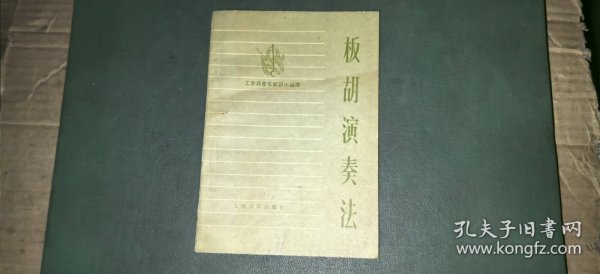 板胡演奏法
工农兵音乐知识小丛书
人民音乐出版社
孔夫子旧书网
www.kongfz.com